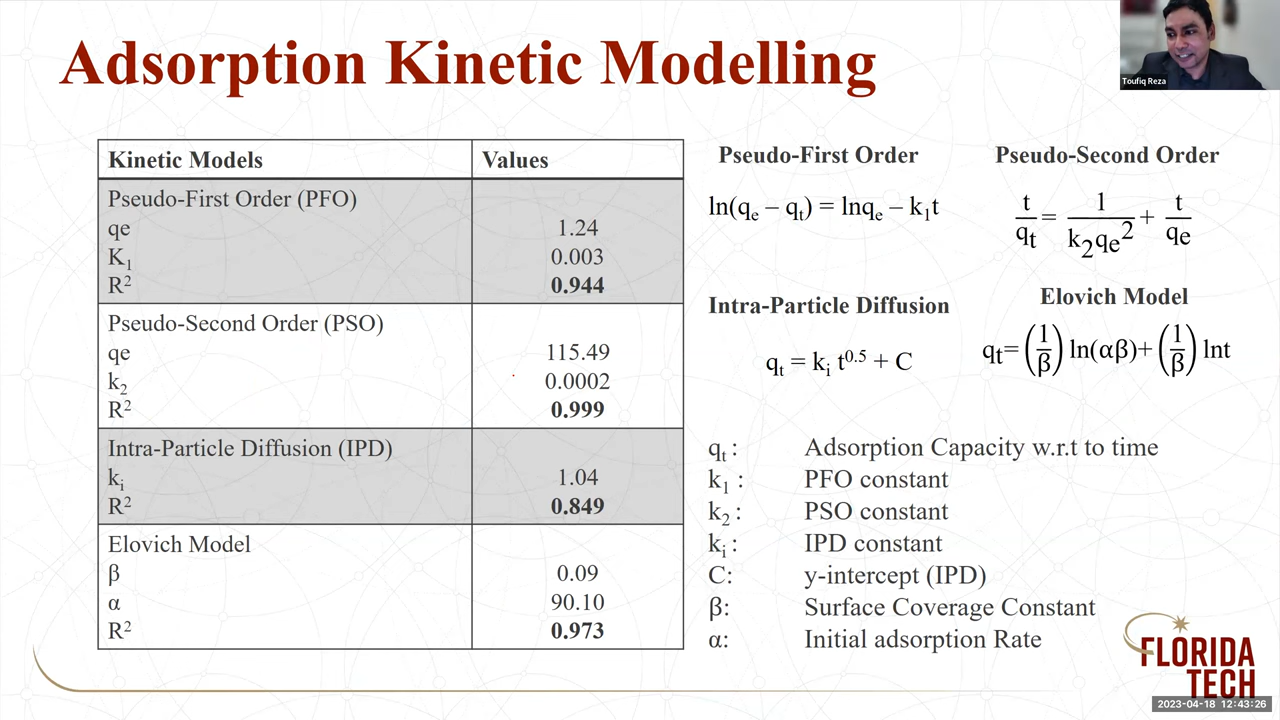 Adsorption Kinetic Modelling
Toufiq Reza
Kinetic Models Values
Pseudo-First Order (PFO)
qe 1.24
K₁ 0.003
R² 0.944
Pseudo-Second Order (PSO)
qe 115.49
k₂ 0.0002
R² 0.999
Intra-Particle Diffusion (IPD)
kᵢ 1.04
R² 0.849
Elovich Model
β 0.09
α 90.10
R² 0.973
Pseudo-First Order
ln(qₑ – qₜ) = lnqₑ – k₁t
Pseudo-Second Order
t/qₜ = 1/k₂qe² + t/qe
Intra-Particle Diffusion
qₜ = kᵢ t⁰·⁵ + C
Elovich Model
qt= (1/β) ln(αβ)+ (1/β) lnt
qₜ : Adsorption Capacity w.r.t to time
k₁ : PFO constant
k₂ : PSO constant
kᵢ : IPD constant
C: y-intercept (IPD)
β: Surface Coverage Constant
α: Initial adsorption Rate
FLORIDA
TECH
2023-04-18 12:43:26